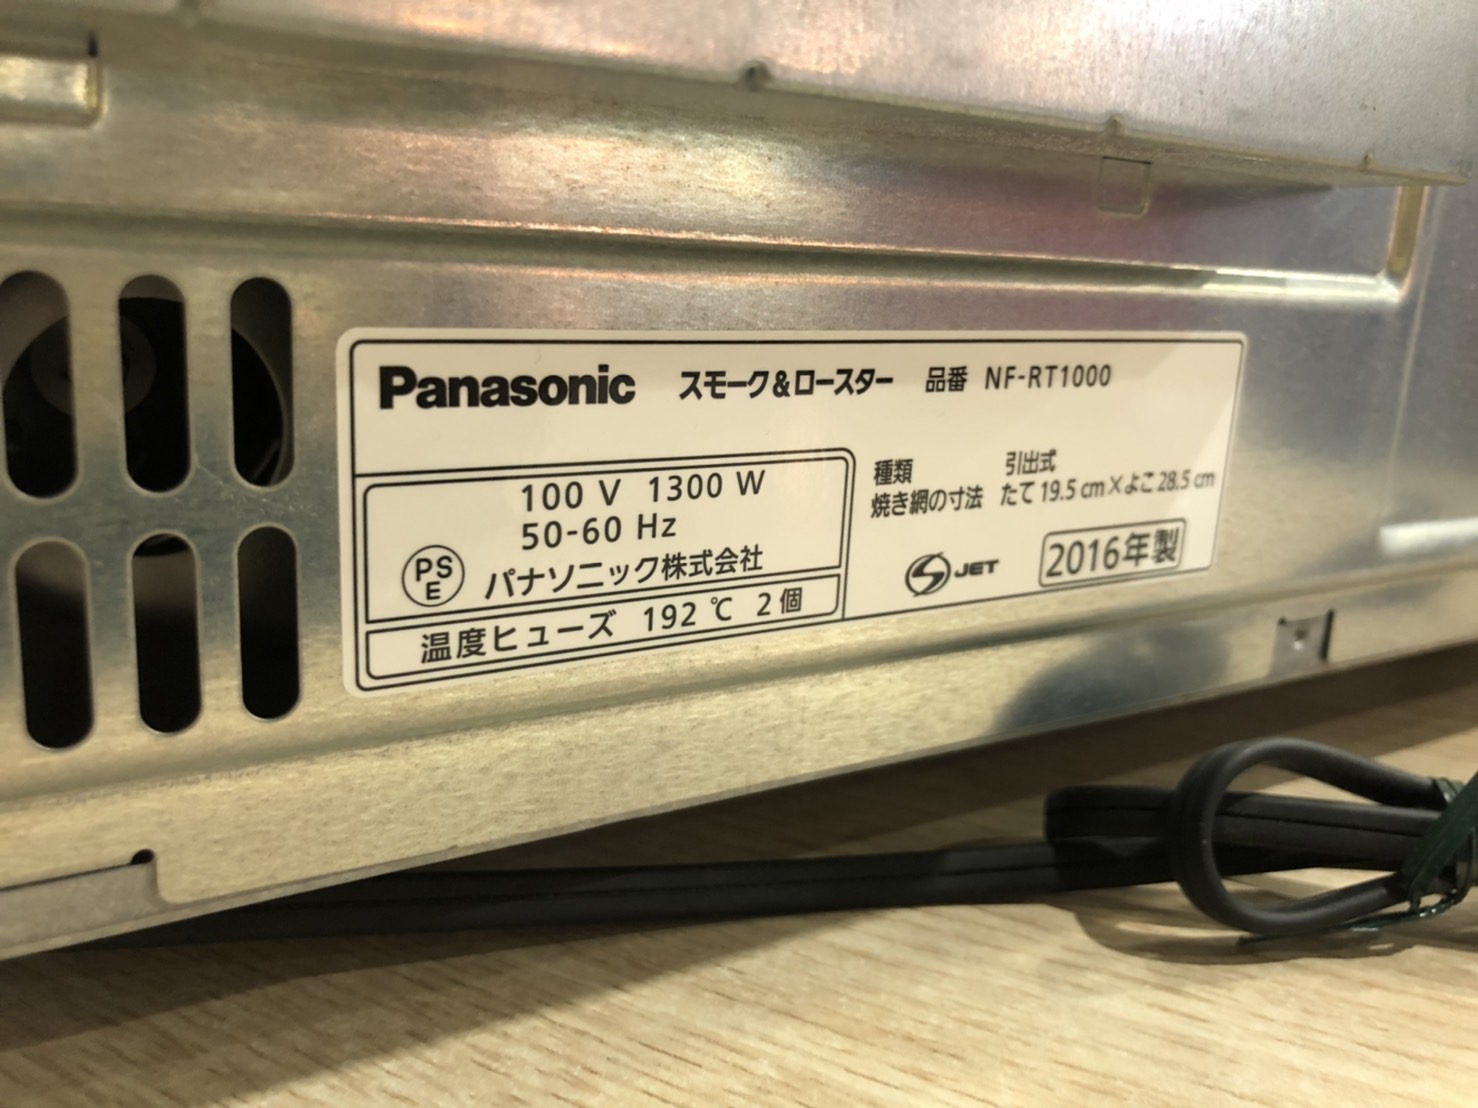 Panasonic スモーク&ロースター 品番 NF-RT1000
100 V 1300 W
50-60 Hz
PS
E
パナソニック株式会社
温度ヒューズ 192 ℃ 2個
種類 引出式
焼き網の寸法 たて 19.5 cm×よこ 28.5 cm
S JET
2016年製